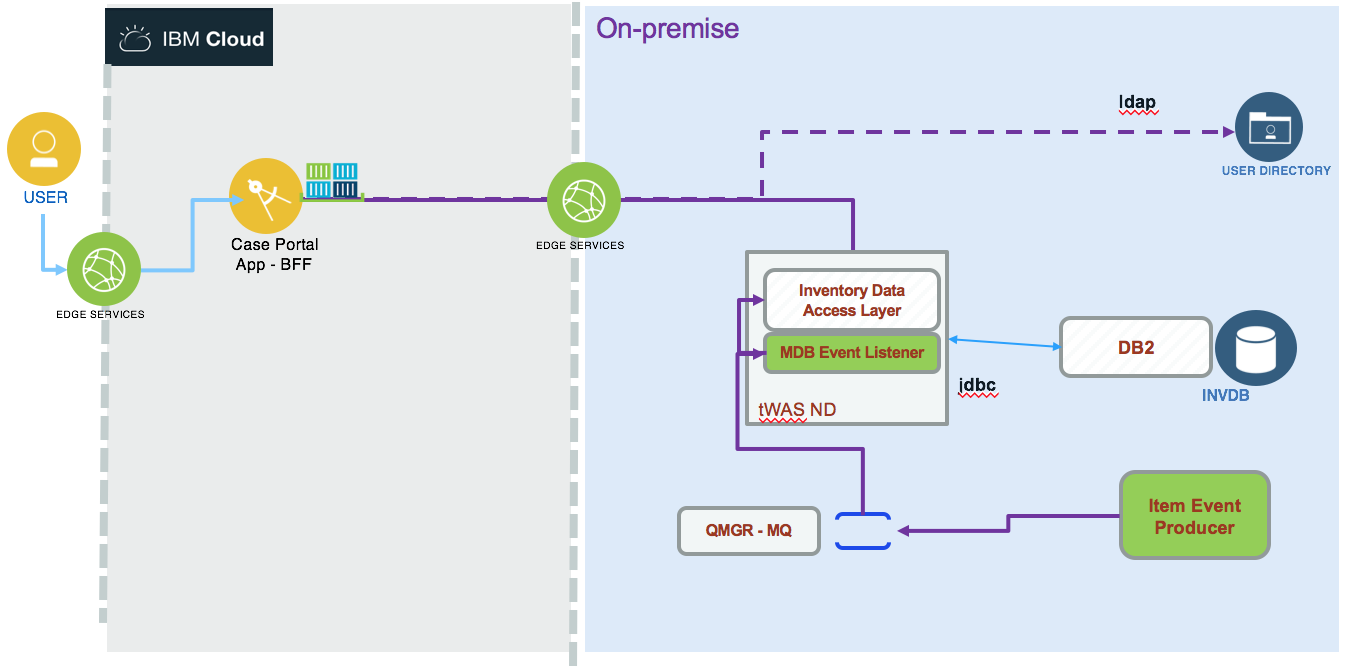 IBM Cloud
On-premise
ldap
USER DIRECTORY
USER
Case Portal
App - BFF
EDGE SERVICES
EDGE SERVICES
Inventory Data
Access Layer
MDB Event Listener
tWAS ND
jdbc
DB2
INVDB
QMGR - MQ
Item Event
Producer